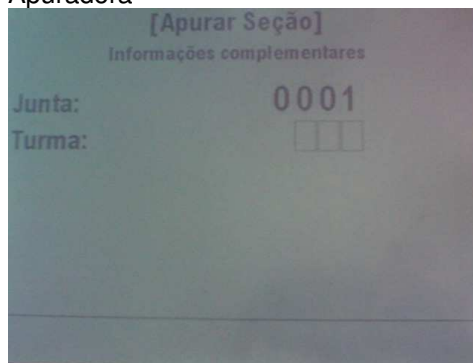 Apuradora
[Apurar Seção]
Informações complementares
Junta: 0001
Turma: